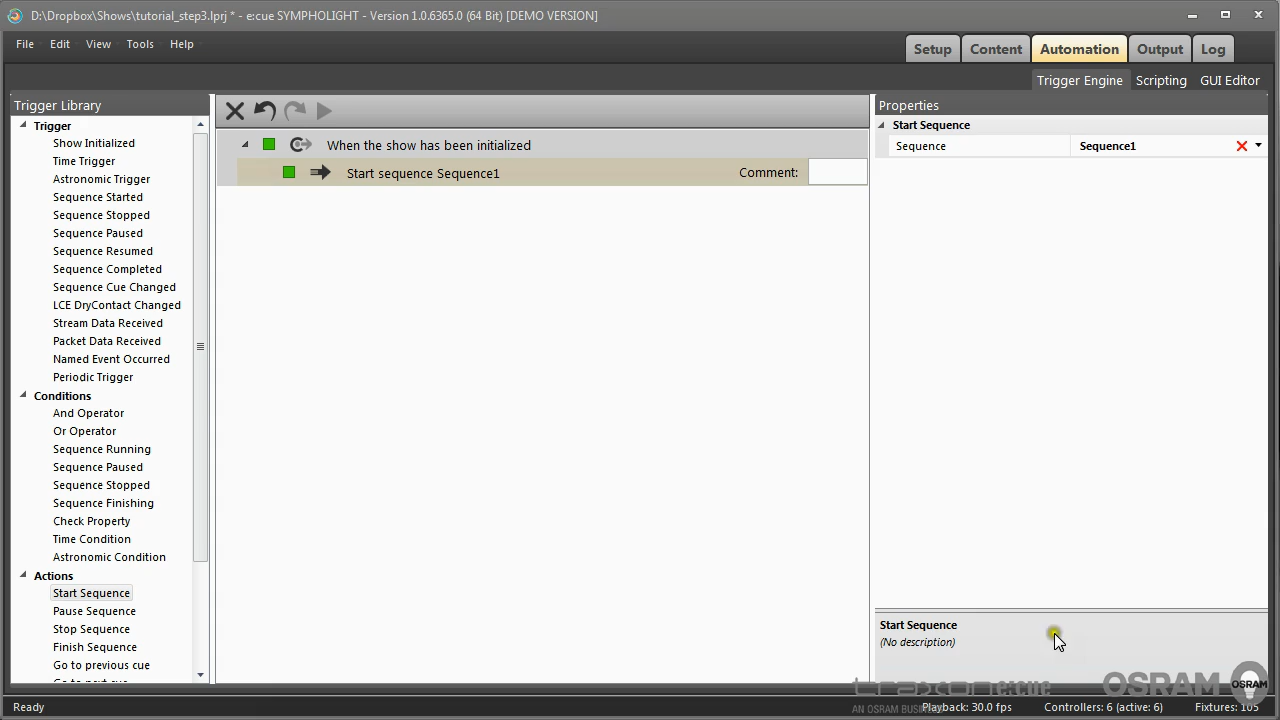 D:\Dropbox\Shows\tutorial_step3.lprj * - e:cue SYMPHOLIGHT - Version 1.0.6365.0 (64 Bit) [DEMO VERSION]
File Edit View Tools Help
Setup Content Automation Output Log
Trigger Engine Scripting GUI Editor
Trigger Library
Trigger
Show Initialized
Time Trigger
Astronomic Trigger
Sequence Started
Sequence Stopped
Sequence Paused
Sequence Resumed
Sequence Completed
Sequence Cue Changed
LCE DryContact Changed
Stream Data Received
Packet Data Received
Named Event Occurred
Periodic Trigger
Conditions
And Operator
Or Operator
Sequence Running
Sequence Paused
Sequence Stopped
Sequence Finishing
Check Property
Time Condition
Astronomic Condition
Actions
Start Sequence
Pause Sequence
Stop Sequence
Finish Sequence
Go to previous cue
When the show has been initialized
Start sequence Sequence1 Comment:
Properties
Start Sequence
Sequence Sequence1
Start Sequence
(No description)
traxon e:cue
AN OSRAM BUSINESS
OSRAM OSRAM
Ready
Playback: 30.0 fps Controllers: 6 (active: 6) Fixtures: 105